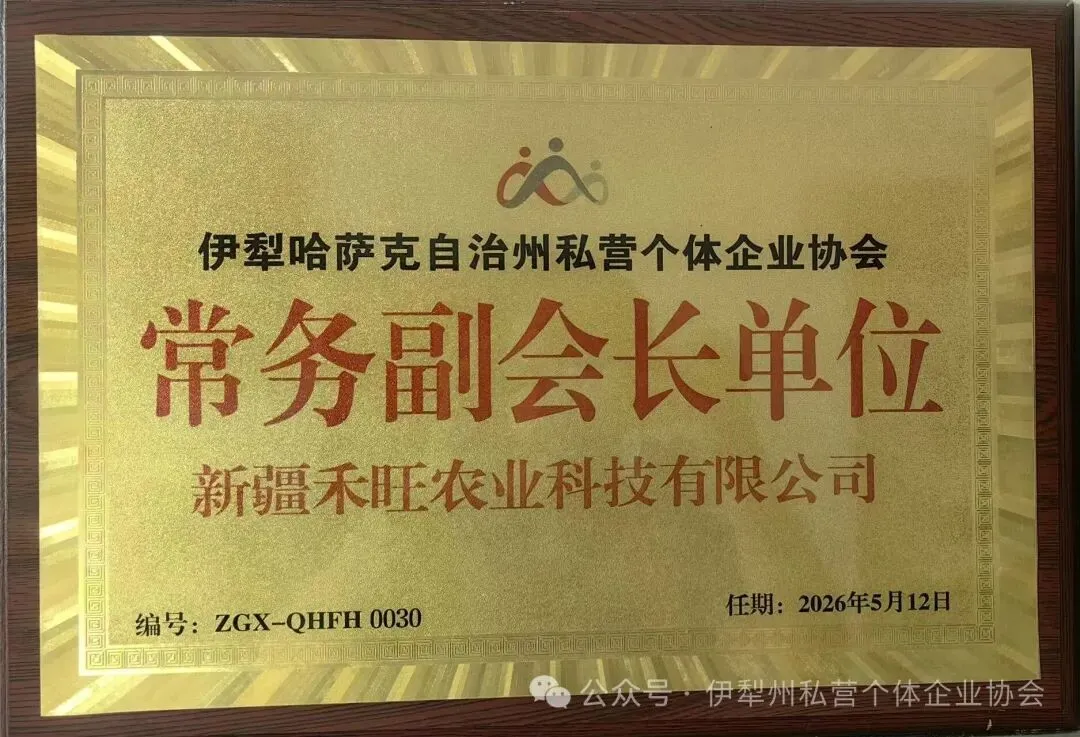 伊犁哈萨克自治州私营个体企业协会
常务副会长单位
新疆禾旺农业科技有限公司
编号：ZGX-QHFH 0030
任期：2026年5月12日
公众号 · 伊犁州私营个体企业协会